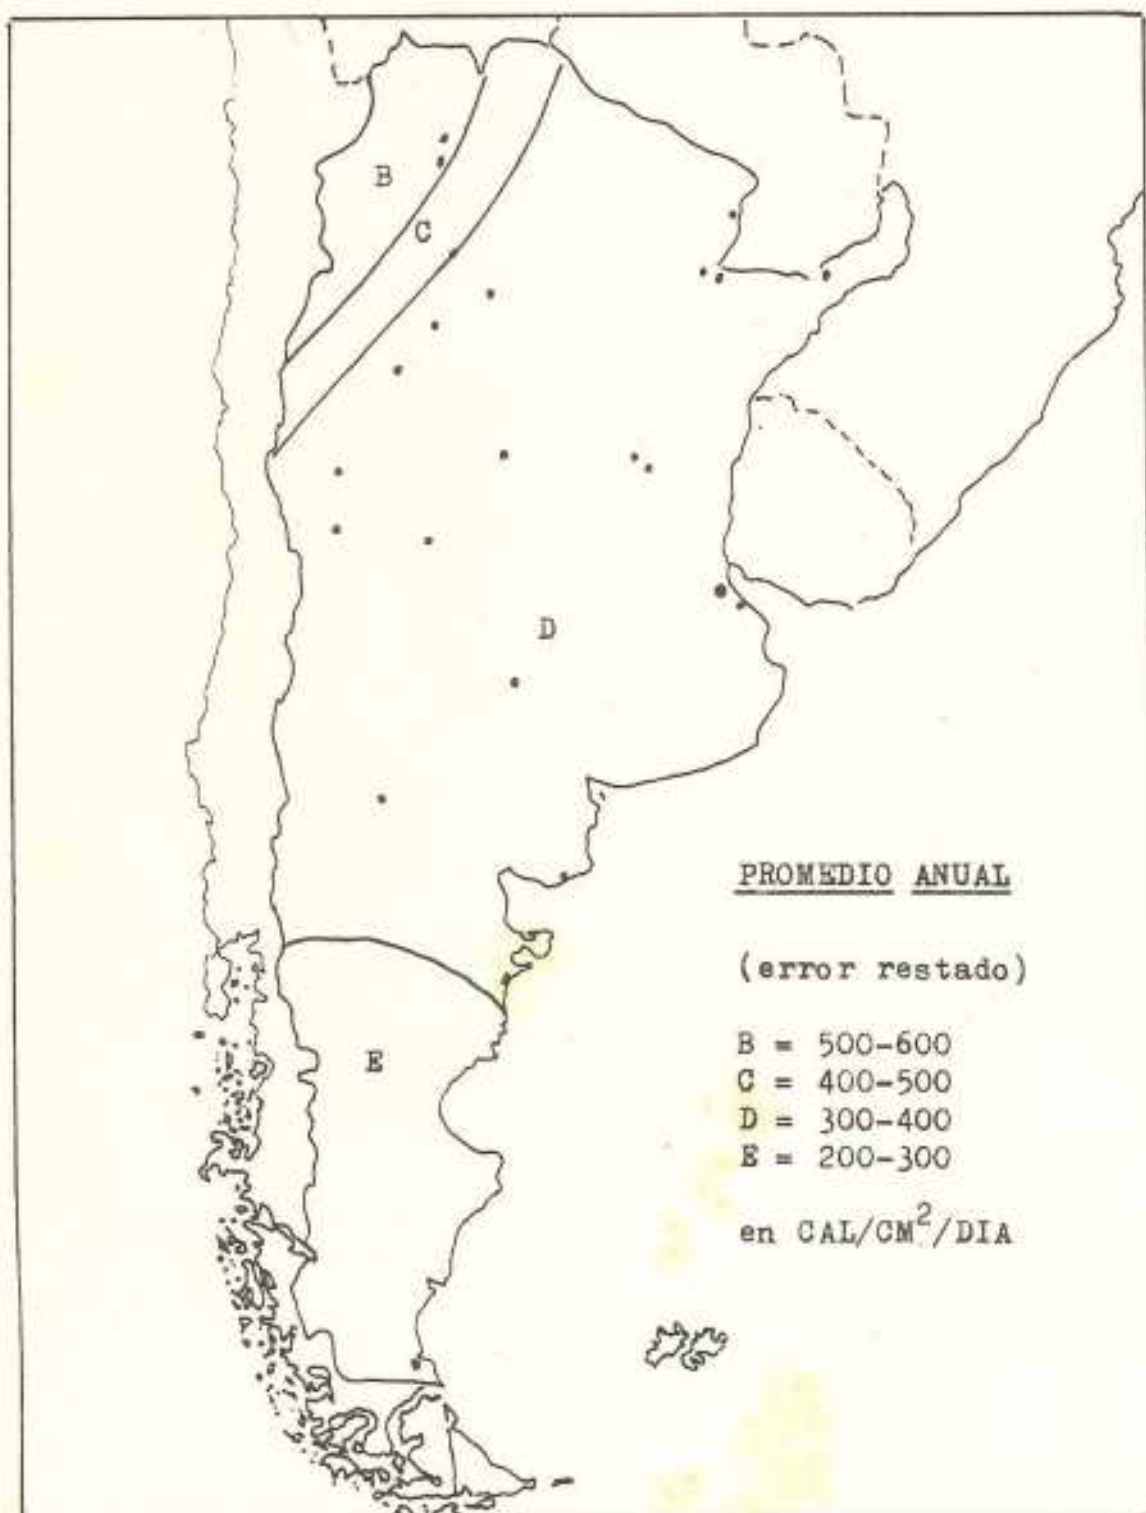 B
C
D
PROMEDIO ANUAL
(error restado)
E
B = 500-600
C = 400-500
D = 300-400
E = 200-300
en CAL/CM²/DIA